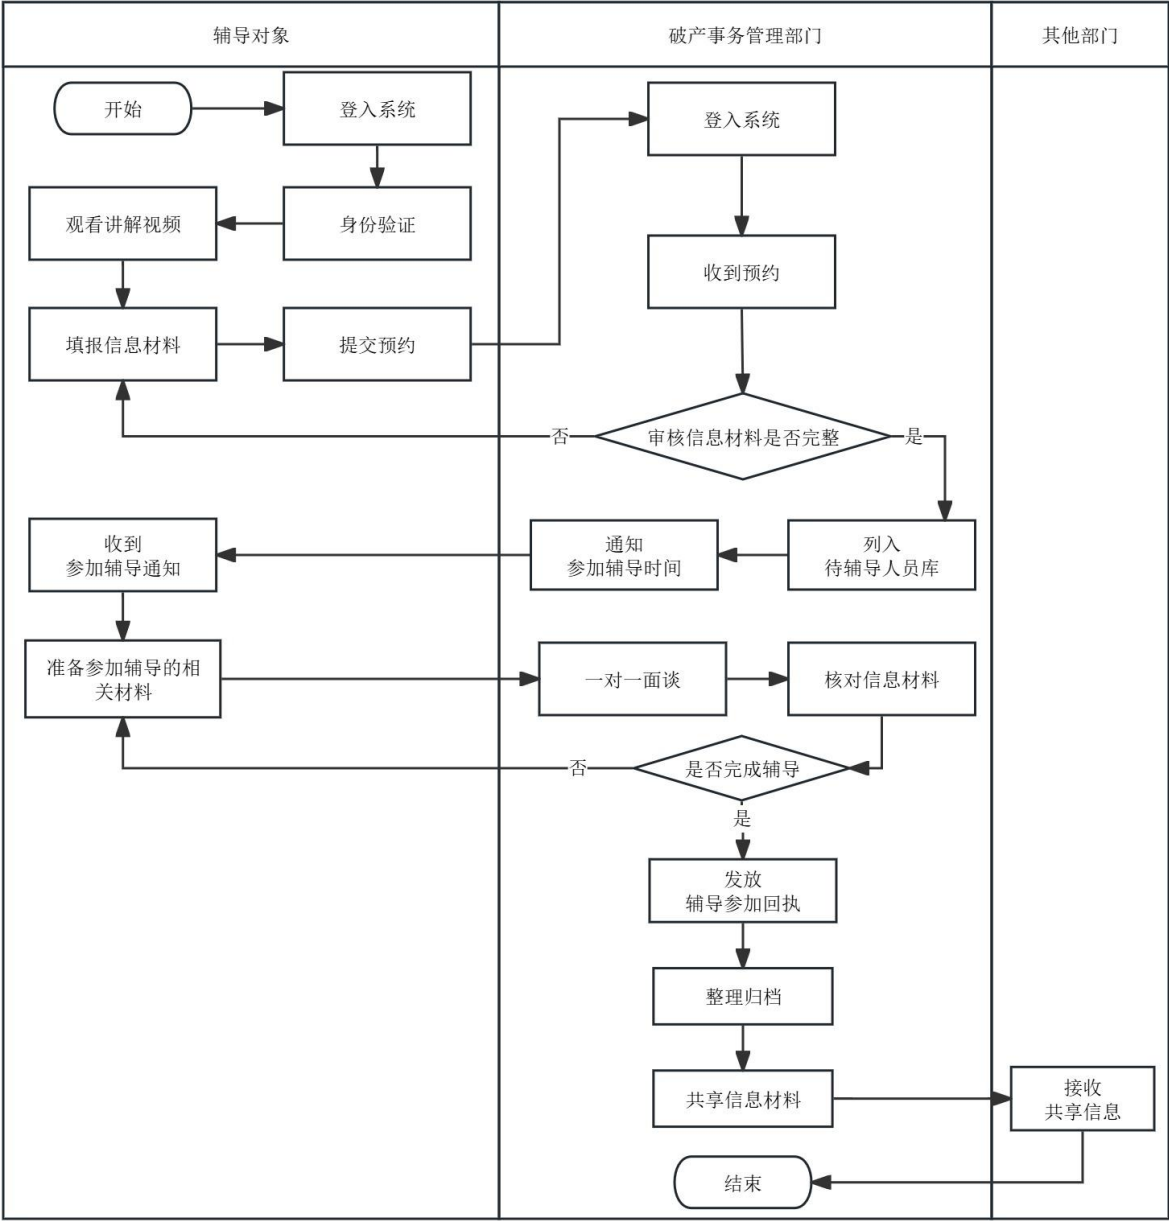 辅导对象
破产事务管理部门
其他部门
开始
登入系统
登入系统
观看讲解视频
身份验证
收到预约
填报信息材料
提交预约
否
审核信息材料是否完整
是
收到
参加辅导通知
通知
参加辅导时间
列入
待辅导人员库
准备参加辅导的相
关材料
一对一面谈
核对信息材料
否
是否完成辅导
是
发放
辅导参加回执
整理归档
共享信息材料
接收
共享信息
结束